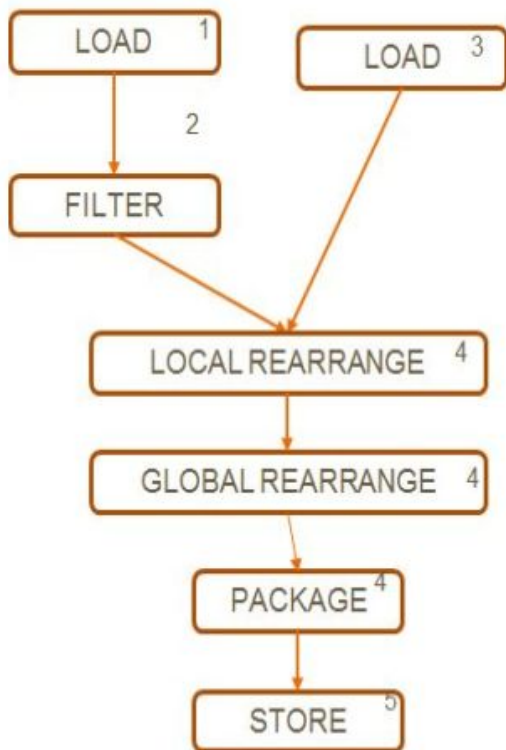 LOAD 1
LOAD 3
2
FILTER
LOCAL REARRANGE 4
GLOBAL REARRANGE 4
PACKAGE 4
STORE 5